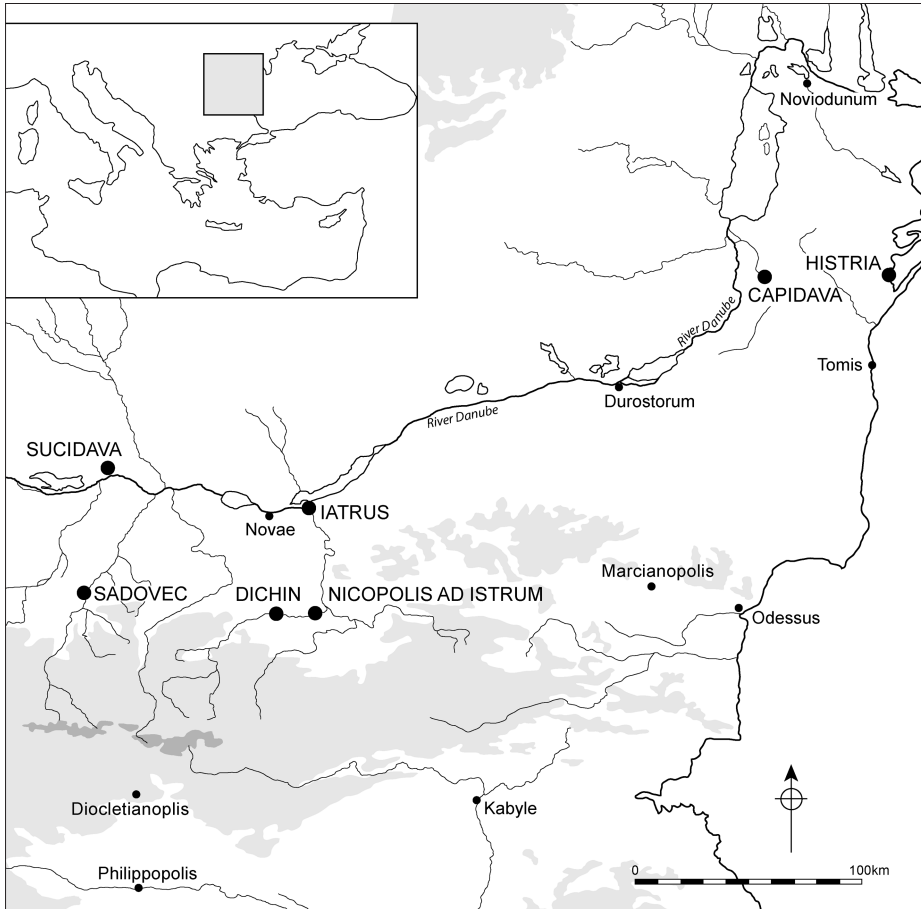 Noviodunum
HISTRIA
CAPIDAVA
River Danube
Tomis
Durostorum
River Danube
SUCIDAVA
IATRUS
Novae
Marcianopolis
SADOVEC
DICHIN
NICOPOLIS AD ISTRUM
Odessus
Diocletianoplis
Kabyle
Philippopolis
0
100km